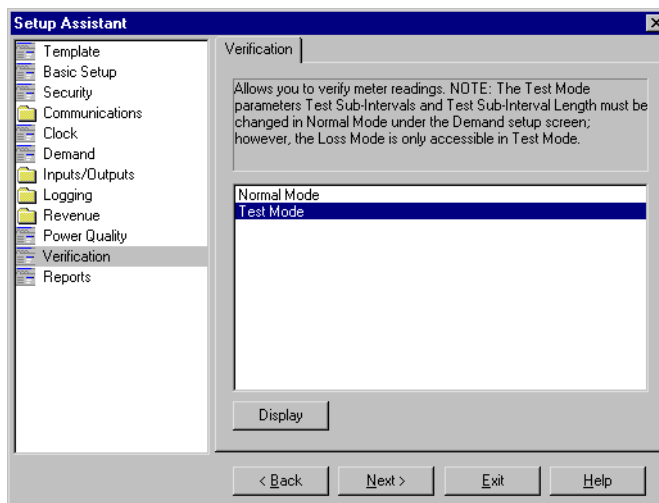 Setup Assistant
Template
Basic Setup
Security
Communications
Clock
Demand
Inputs/Outputs
Logging
Revenue
Power Quality
Verification
Reports
Verification
Allows you to verify meter readings. NOTE: The Test Mode
parameters Test Sub-Intervals and Test Sub-Interval Length must be
changed in Normal Mode under the Demand setup screen;
however, the Loss Mode is only accessible in Test Mode.
Normal Mode
Test Mode
Display
< Back
Next >
Exit
Help